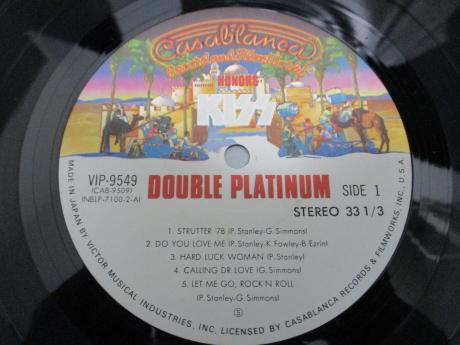 Casablanca
Record and FilmWorks
HONORS
KISS
VIP-9549
(CAB-9509)
(NBLP-7100-2-A)
DOUBLE PLATINUM
SIDE 1
STEREO 33 1/3
1. STRUTTER '78 (P.Stanley-G.Simmons)
2. DO YOU LOVE ME (P.Stanley-K.Fowley-B.Ezrin)
3. HARD LUCK WOMAN (P.Stanley)
4. CALLING DR. LOVE (G. Simmons)
5. LET ME GO, ROCK'N ROLL
(P.Stanley-G.Simmons)
S
MADE IN JAPAN BY VICTOR MUSICAL INDUSTRIES, INC. LICENSED BY CASABLANCA RECORDS & FILMWORKS, INC., U.S.A.